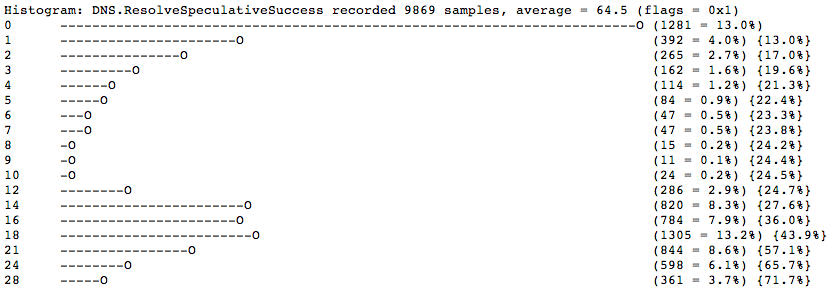 Histogram: DNS.ResolveSpeculativeSuccess recorded 9869 samples, average = 64.5 (flags = 0x1)
0 ------------------------------------------------------------------------O (1281 = 13.0%)
1 ----------------------O (392 = 4.0%) {13.0%}
2 ---------------O (265 = 2.7%) {17.0%}
3 ---------O (162 = 1.6%) {19.6%}
4 ------O (114 = 1.2%) {21.3%}
5 -----O (84 = 0.9%) {22.4%}
6 ---O (47 = 0.5%) {23.3%}
7 ---O (47 = 0.5%) {23.8%}
8 -O (15 = 0.2%) {24.2%}
9 -O (11 = 0.1%) {24.4%}
10 -O (24 = 0.2%) {24.5%}
12 --------O (286 = 2.9%) {24.7%}
14 -----------------------O (820 = 8.3%) {27.6%}
16 ----------------------O (784 = 7.9%) {36.0%}
18 ------------------------O (1305 = 13.2%) {43.9%}
21 ----------------O (844 = 8.6%) {57.1%}
24 --------O (598 = 6.1%) {65.7%}
28 -----O (361 = 3.7%) {71.7%}